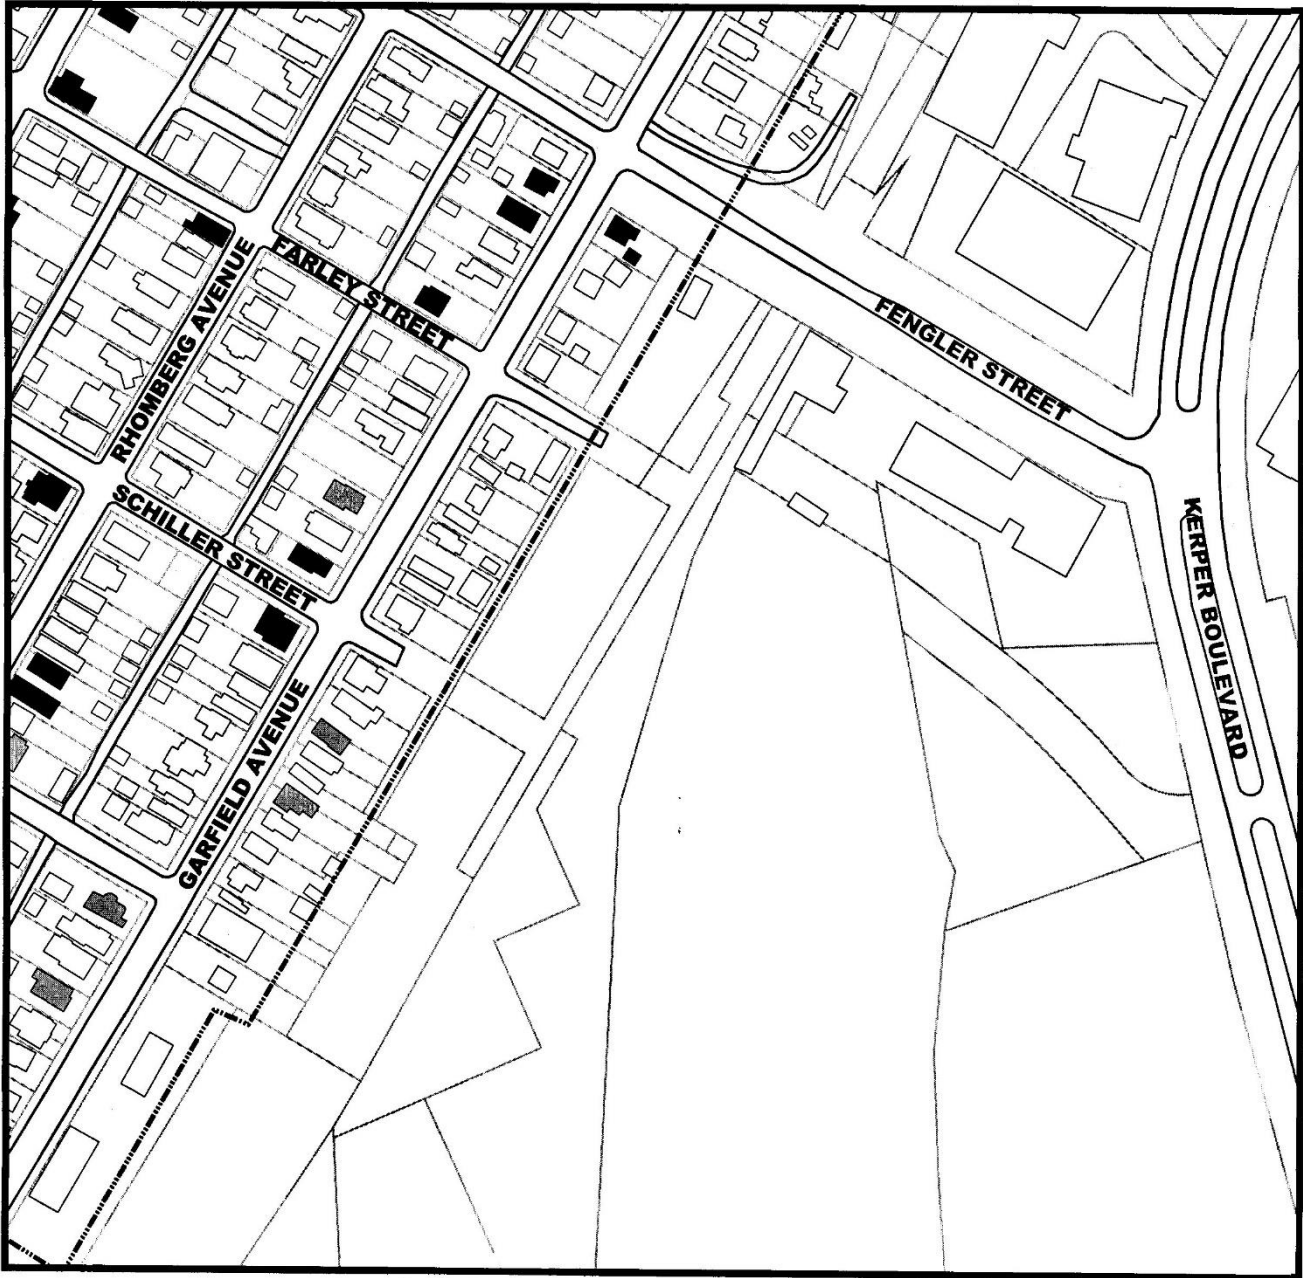 FARLEY STREET
RHOMBERG AVENUE
FENGLER STREET
SCHILLER STREET
KERPER BOULEVARD
GARFIELD AVENUE